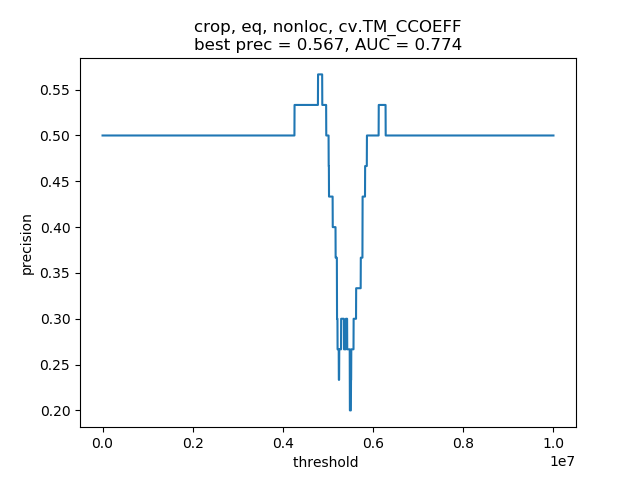 crop, eq, nonloc, cv.TM_CCOEFF
best prec = 0.567, AUC = 0.774
0.55
0.50
0.45
0.40
0.35
0.30
0.25
0.20
precision
0.0
0.2
0.4
0.6
0.8
1.0
1e7
threshold